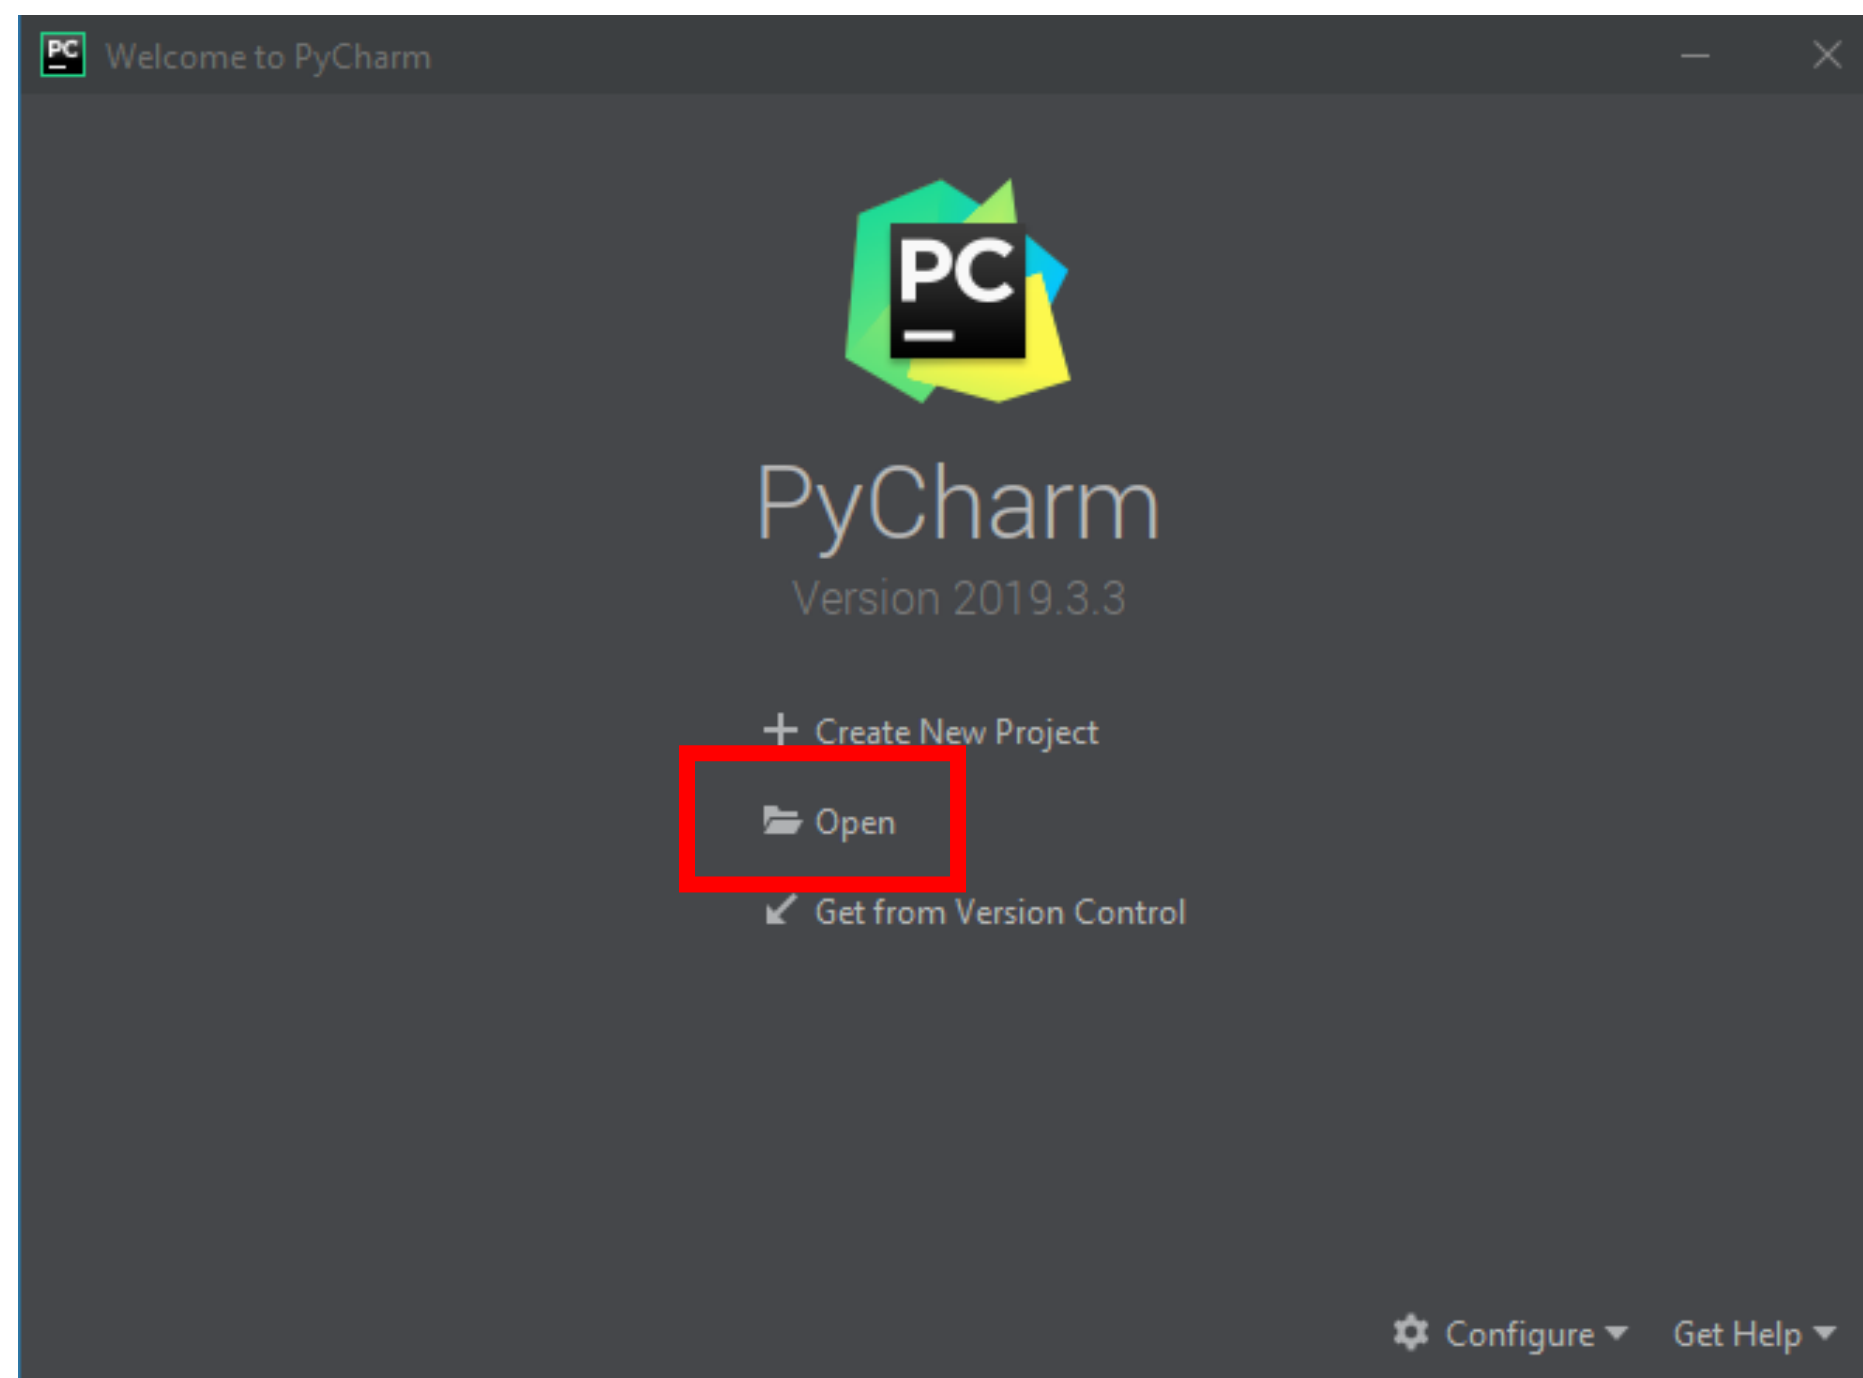 PC Welcome to PyCharm
PC
PyCharm
Version 2019.3.3
Create New Project
Open
Get from Version Control
Configure Get Help